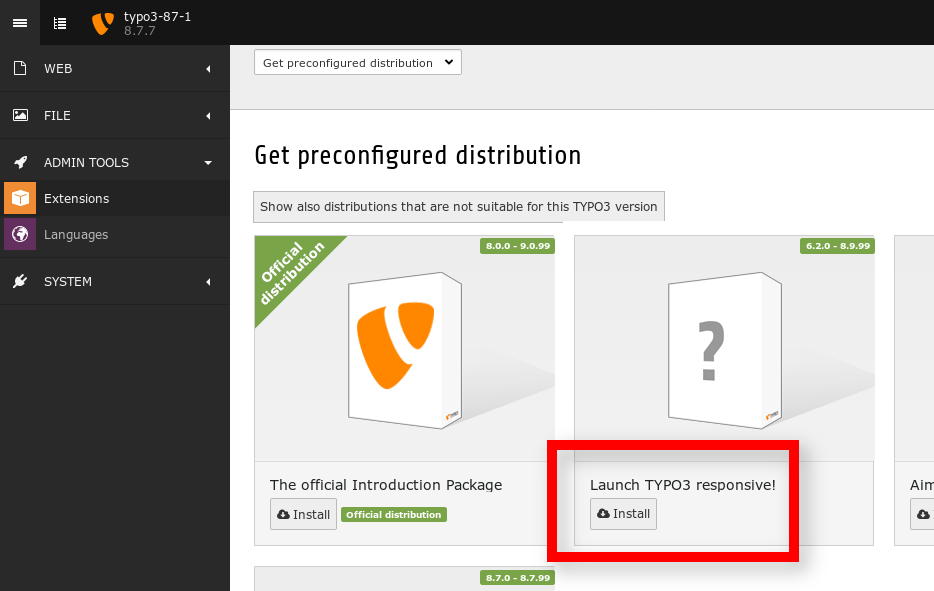 typo3-87-1
8.7.7
WEB
FILE
ADMIN TOOLS
Extensions
Languages
SYSTEM
Get preconfigured distribution
Get preconfigured distribution
Show also distributions that are not suitable for this TYPO3 version
Official
distribution
8.0.0 - 9.0.99
The official Introduction Package
Install
Official distribution
6.2.0 - 8.9.99
?
Launch TYPO3 responsive!
Install
Aim
8.7.0 - 8.7.99